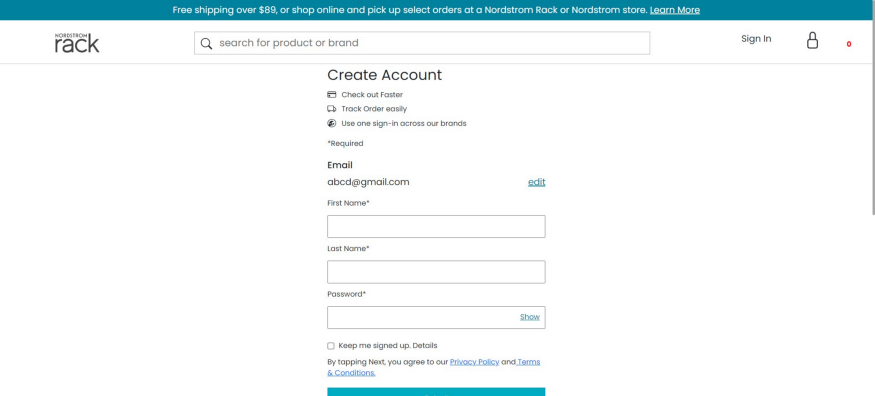 Free shipping over $89, or shop online and pick up select orders at a Nordstrom Rack or Nordstrom store. Learn More
NORDSTROM
rack
search for product or brand
Sign In
0
Create Account
Check out Faster
Track Order easily
Use one sign-in across our brands
*Required
Email
abcd@gmail.com edit
First Name*
Last Name*
Password*
Show
Keep me signed up. Details
By tapping Next, you agree to our Privacy Policy and Terms
& Conditions.